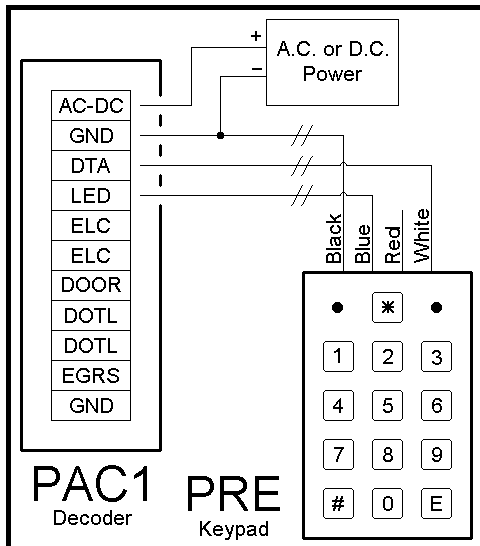 +
A.C. or D.C.
Power
–
AC-DC
GND
DTA
LED
ELC
ELC
DOOR
DOTL
DOTL
EGRS
GND
Black
Blue
Red
White
*
1 2 3
4 5 6
7 8 9
# 0 E
PAC1
Decoder
PRE
Keypad